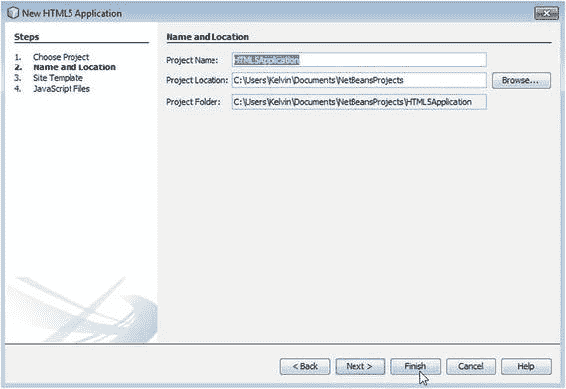 New HTML5 Application
Steps
1. Choose Project
2. Name and Location
3. Site Template
4. JavaScript Files
Name and Location
Project Name: HTML5Application
Project Location: C:\Users\Kelvin\Documents\NetBeansProjects Browse...
Project Folder: C:\Users\Kelvin\Documents\NetBeansProjects\HTML5Application
< Back Next > Finish Cancel Help